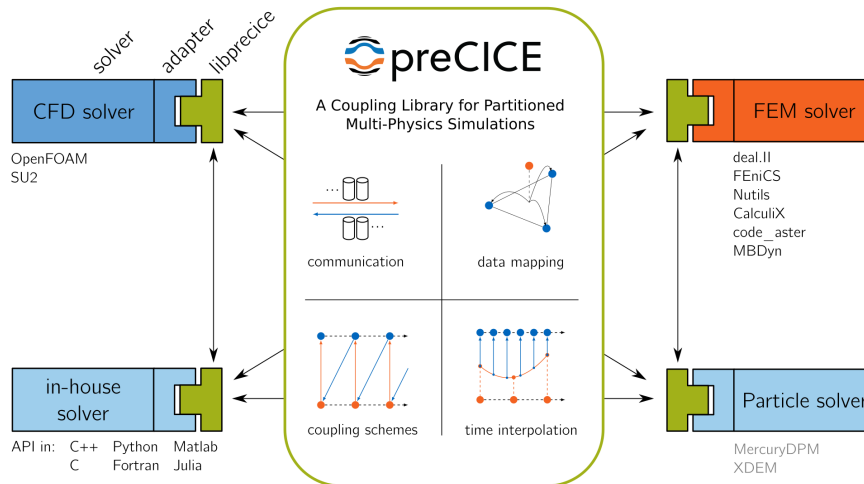 solver
adapter
libprecice
CFD solver
OpenFOAM
SU2
preCICE
A Coupling Library for Partitioned
Multi-Physics Simulations
...
communication
...
data mapping
coupling schemes
time interpolation
FEM solver
deal.II
FEniCS
Nutils
CalculiX
code_aster
MBDyn
in-house
solver
API in: C++ Python Matlab
C Fortran Julia
Particle solver
MercuryDPM
XDEM